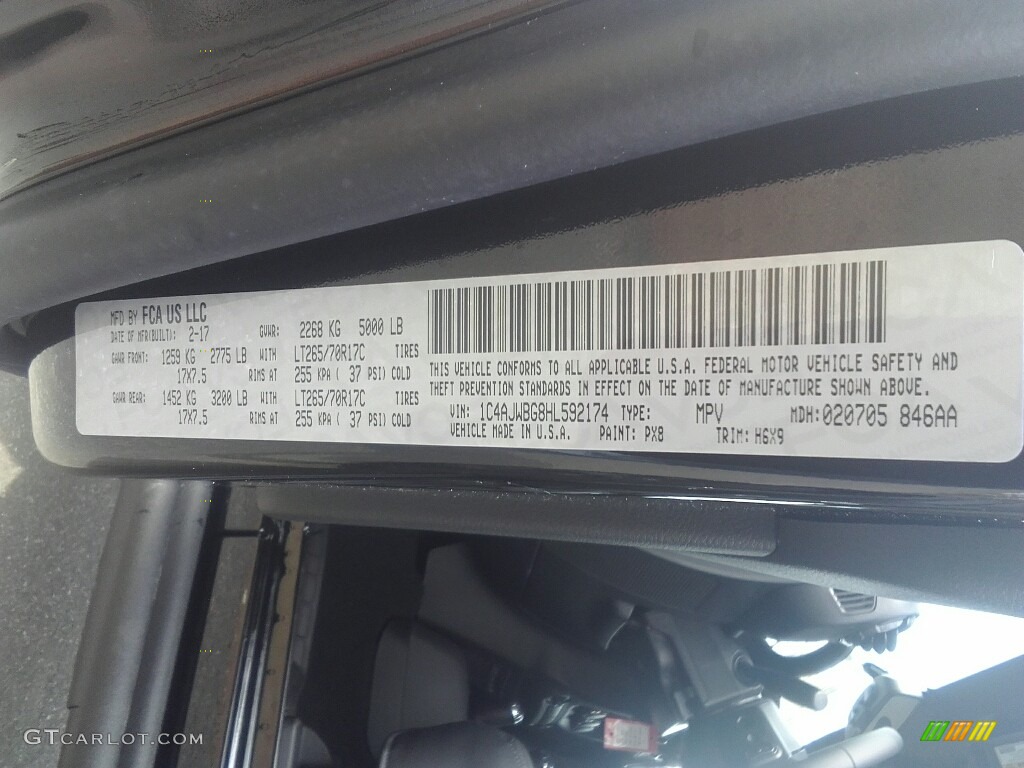 MFD BY FCA US LLC
DATE OF MFR(BUILT): 2-17 GVWR: 2268 KG 5000 LB
GAWR FRONT: 1259 KG 2775 LB WITH LT265/70R17C TIRES
17X7.5 RIMS AT 255 KPA ( 37 PSI) COLD
GAWR REAR: 1452 KG 3200 LB WITH LT265/70R17C TIRES
17X7.5 RIMS AT 255 KPA ( 37 PSI) COLD
THIS VEHICLE CONFORMS TO ALL APPLICABLE U.S.A. FEDERAL MOTOR VEHICLE SAFETY AND
THEFT PREVENTION STANDARDS IN EFFECT ON THE DATE OF MANUFACTURE SHOWN ABOVE.
VIN: 1C4AJWBG8HL592174 TYPE: MPV MDH: 020705 846AA
VEHICLE MADE IN U.S.A. PAINT: PX8 TRIM: H6X9
GTCARLOT.COM